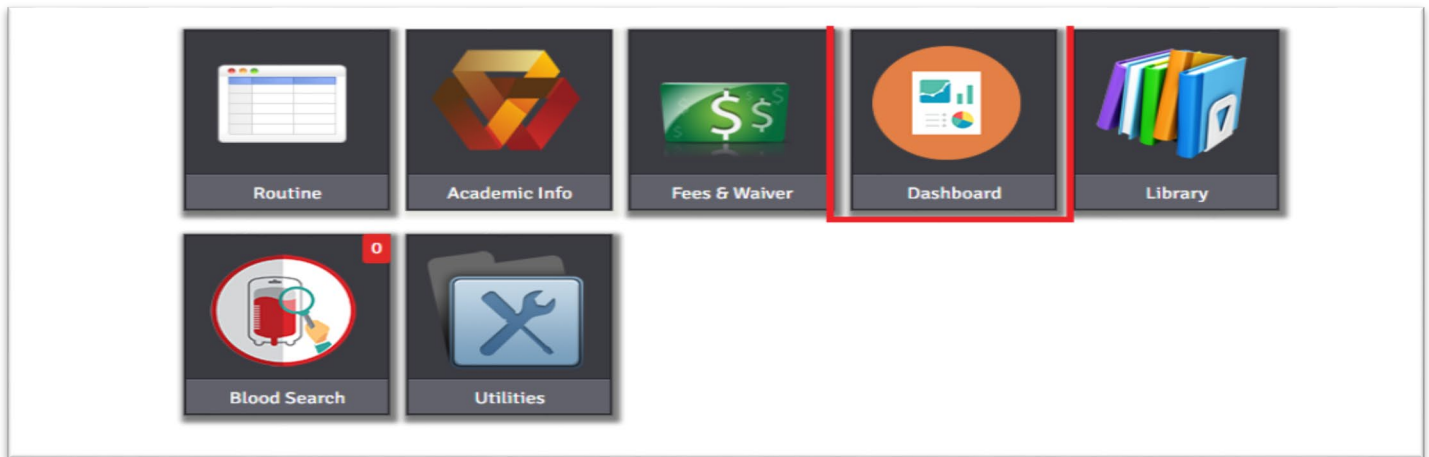 Routine
Academic Info
Fees & Waiver
Dashboard
Library
0
Blood Search
Utilities